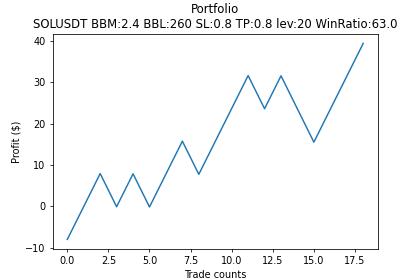 Portfolio
SOLUSDT BBM:2.4 BBL:260 SL:0.8 TP:0.8 lev:20 WinRatio:63.0
Profit ($)
40
30
20
10
0
−10
0.0 2.5 5.0 7.5 10.0 12.5 15.0 17.5
Trade counts